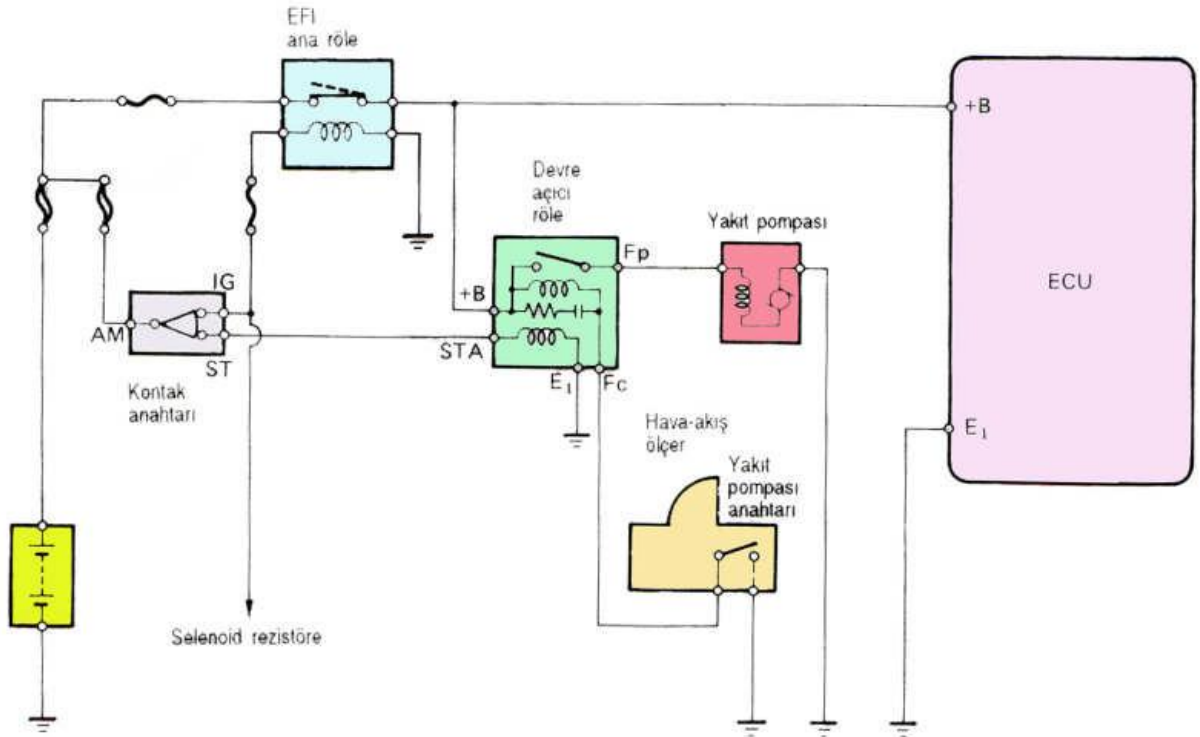 EFI
ana röle
+B
Devre
açıcı
röle
Yakıt pompası
Fp
ECU
IG
+B
AM
STA
ST
E1
Fc
Kontak
anahtarı
Hava-akış
ölçer
E1
Yakıt
pompası
anahtarı
Selenoid rezistöre